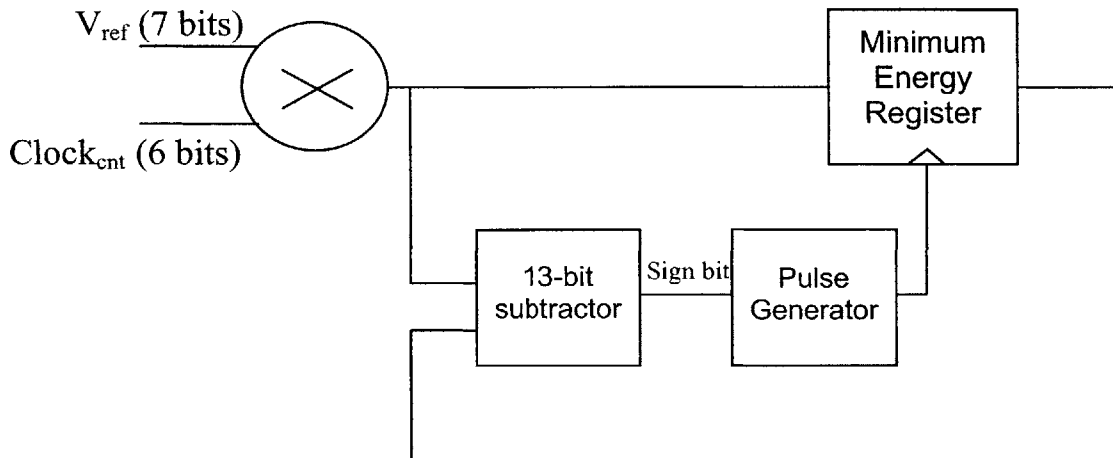 V_ref (7 bits)
Clock_cnt (6 bits)
Minimum
Energy
Register
13-bit
subtractor
Sign bit
Pulse
Generator